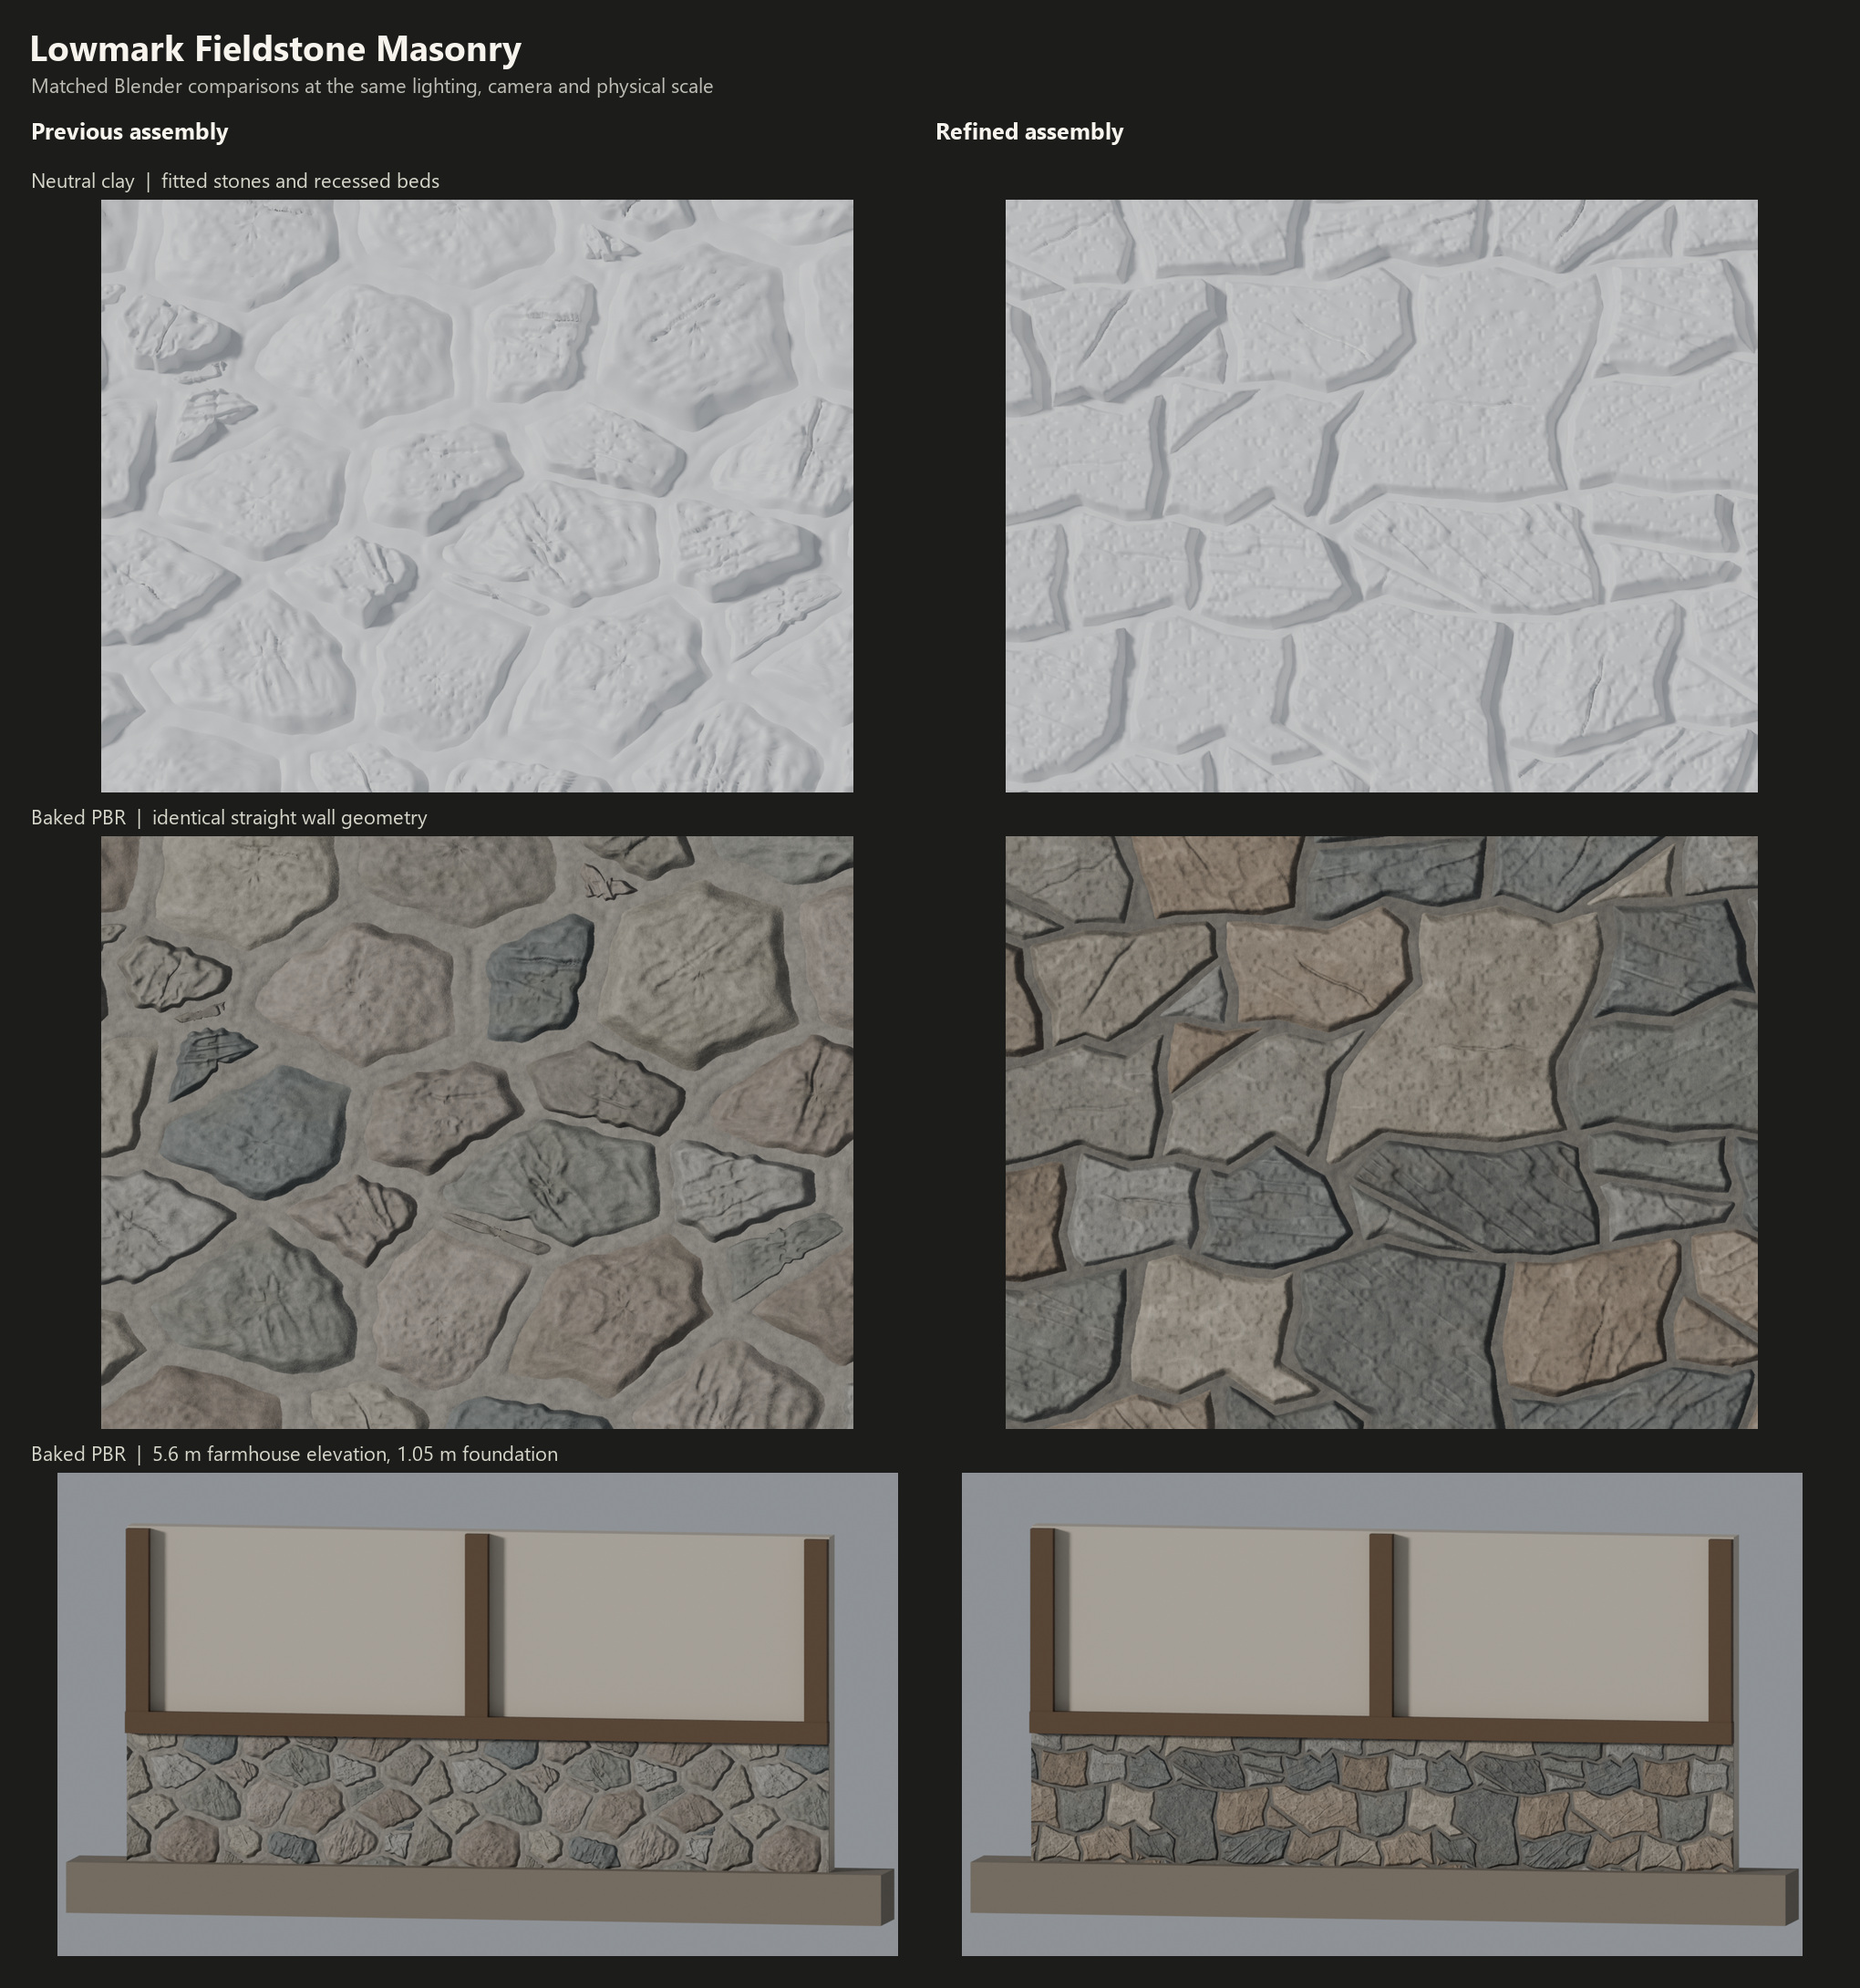 Lowmark Fieldstone Masonry
Matched Blender comparisons at the same lighting, camera and physical scale
Previous assembly
Refined assembly
Neutral clay | fitted stones and recessed beds
Baked PBR | identical straight wall geometry
Baked PBR | 5.6 m farmhouse elevation, 1.05 m foundation